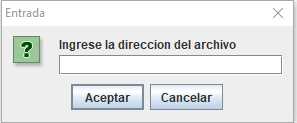 Entrada
?
Ingrese la direccion del archivo
Aceptar Cancelar